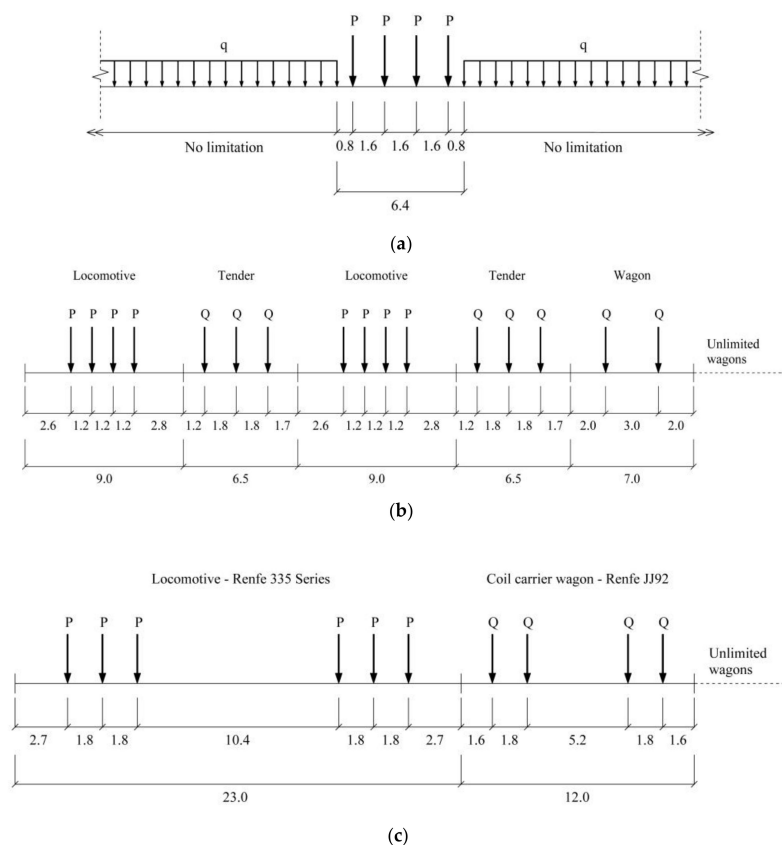 P P P P
q q
No limitation 0.8 1.6 1.6 1.6 0.8 No limitation
6.4
(a)
Locomotive Tender Locomotive Tender Wagon
P P P P Q Q Q P P P P Q Q Q Q Q
Unlimited
wagons
2.6 1.2 1.2 1.2 2.8 1.2 1.8 1.8 1.7 2.6 1.2 1.2 1.2 2.8 1.2 1.8 1.8 1.7 2.0 3.0 2.0
9.0 6.5 9.0 6.5 7.0
(b)
Locomotive - Renfe 335 Series Coil carrier wagon - Renfe JJ92
P P P P P P Q Q Q Q
Unlimited
wagons
2.7 1.8 1.8 10.4 1.8 1.8 2.7 1.6 1.8 5.2 1.8 1.6
23.0 12.0
(c)